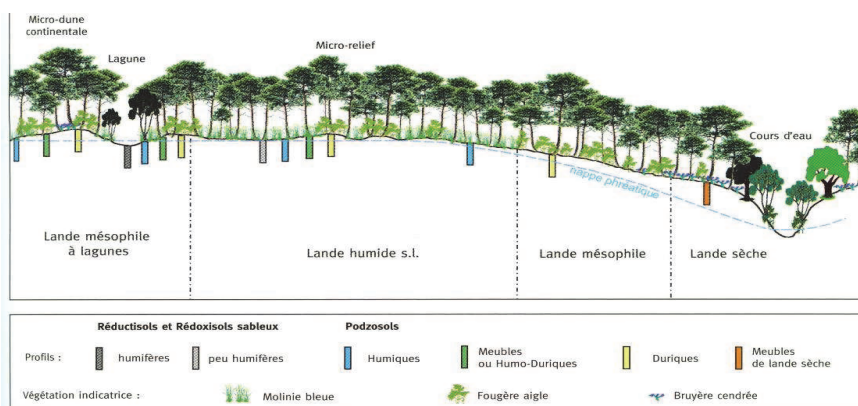 Micro-dune
continentale
Lagune
Micro-relief
Cours d'eau
nappe phréatique
Lande mésophile
à lagunes
Lande humide s.l.
Lande mésophile
Lande sèche
Réductisols et Rédoxisols sableux
Podzosols
Profils :
humifères
peu humifères
Humiques
Meubles
ou Humo-Duriques
Duriques
Meubles
de lande sèche
Végétation indicatrice :
Molinie bleue
Fougère aigle
Bruyère cendrée